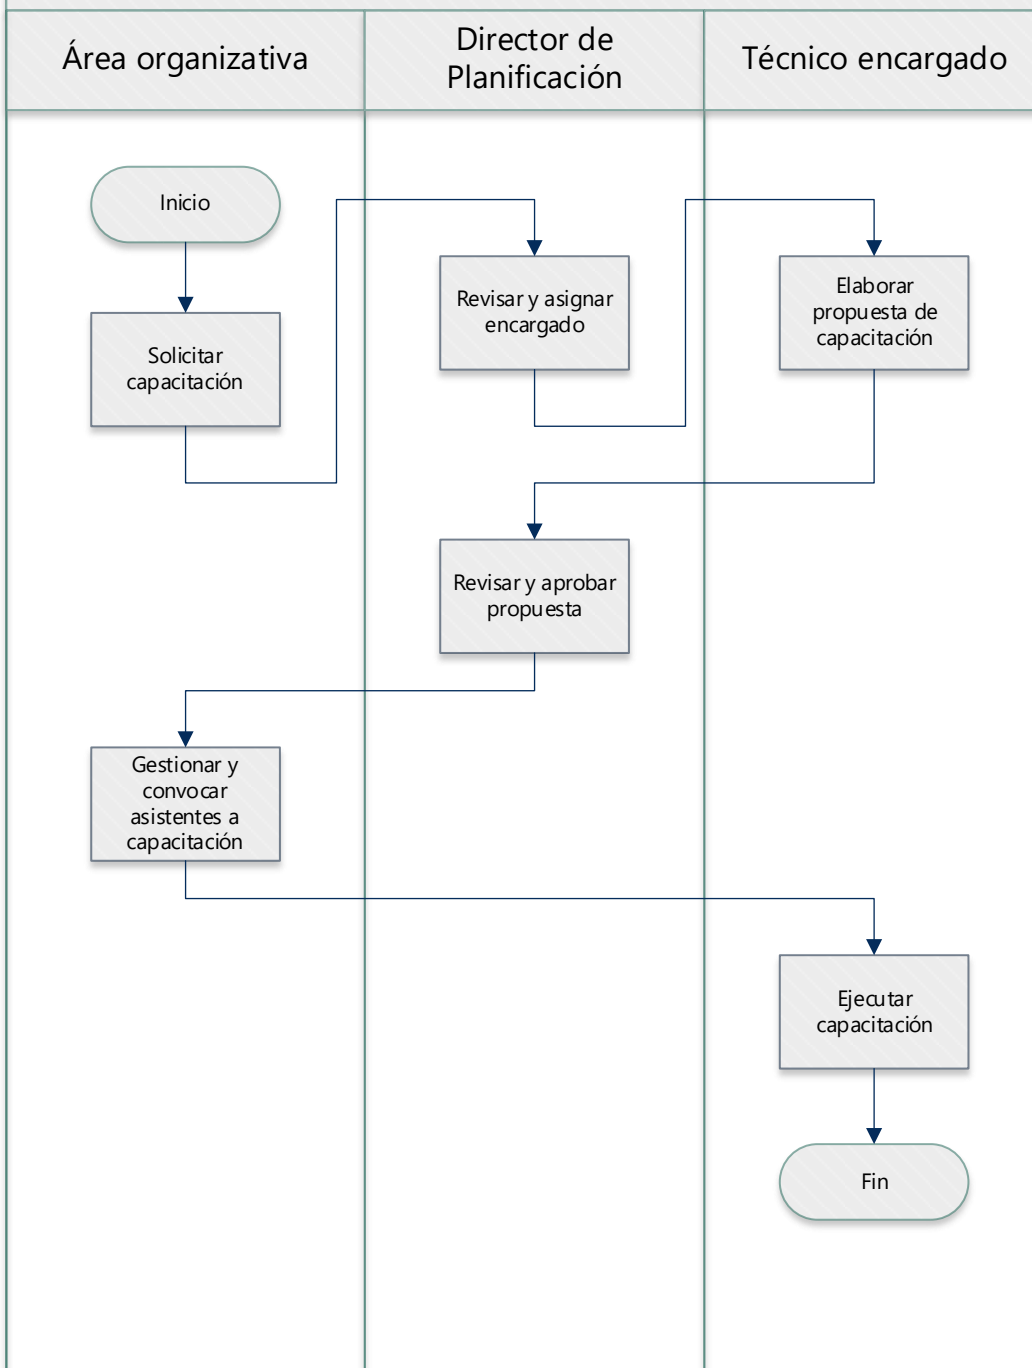 Área organizativa
Director de
Planificación
Técnico encargado
Inicio
Solicitar
capacitación
Revisar y asignar
encargado
Elaborar
propuesta de
capacitación
Revisar y aprobar
propuesta
Gestionar y
convocar
asistentes a
capacitación
Ejecutar
capacitación
Fin